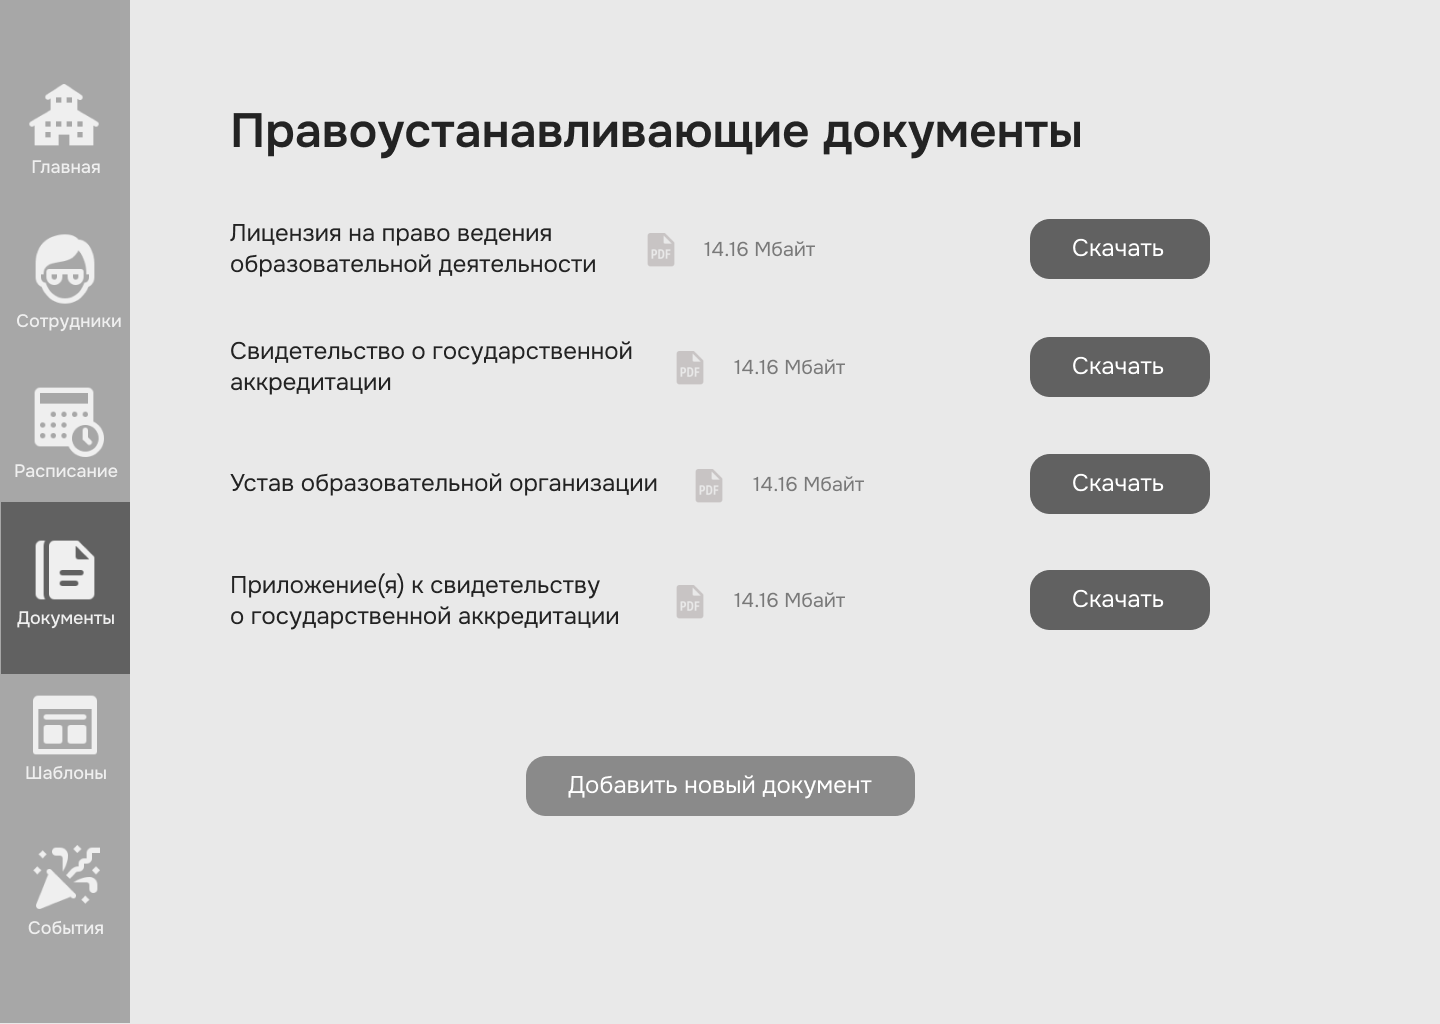 Главная
Сотрудники
Расписание
Документы
Шаблоны
События
Правоустанавливающие документы
Лицензия на право ведения
образовательной деятельности
PDF
14.16 Мбайт
Скачать
Свидетельство о государственной
аккредитации
PDF
14.16 Мбайт
Скачать
Устав образовательной организации
PDF
14.16 Мбайт
Скачать
Приложение(я) к свидетельству
о государственной аккредитации
PDF
14.16 Мбайт
Скачать
Добавить новый документ